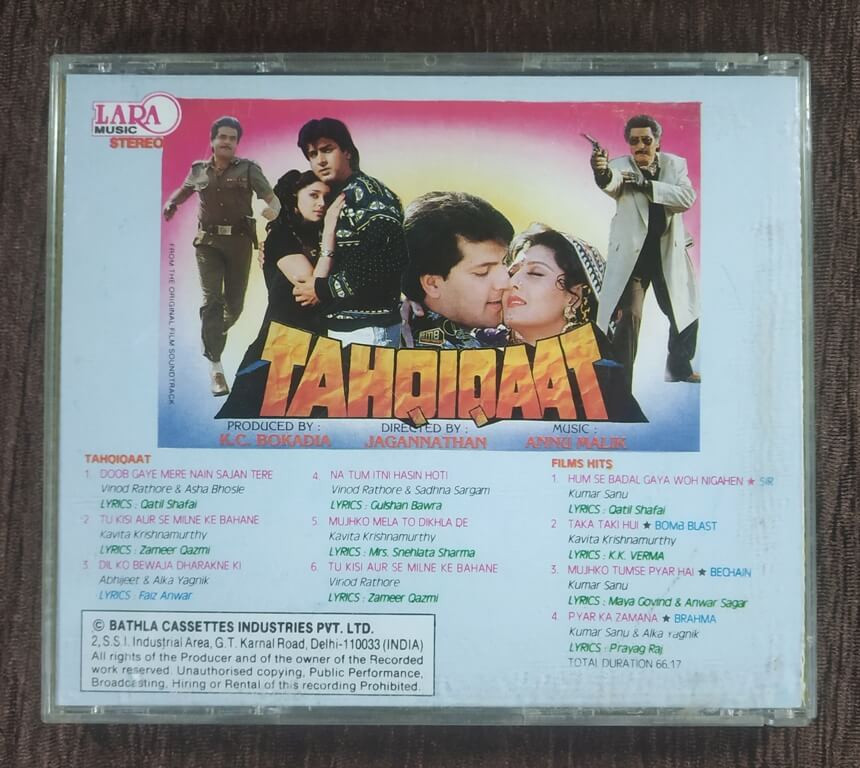 LARA
MUSIC
STEREO
FROM THE ORIGINAL FILM SOUNDTRACK
TAHQIQAAT
PRODUCED BY :
K.C. BOKADIA
DIRECTED BY :
JAGANNATHAN
MUSIC :
ANNU MALIK
TAHQIQAAT
1. DOOB GAYE MERE NAIN SAJAN TERE
Vinod Rathore & Asha Bhosle
LYRICS : Qatil Shafai
2 TU KISI AUR SE MILNE KE BAHANE
Kavita Krishnamurthy
LYRICS : Zameer Qazmi
3. DIL KO BEWAJA DHARAKNE KI
Abhijeet & Alka Yagnik
LYRICS : Faiz Anwar
4. NA TUM ITNI HASIN HOTI
Vinod Rathore & Sadhna Sargam
LYRICS : Gulshan Bawra
5. MUJHKO MELA TO DIKHLA DE
Kavita Krishnamurthy
LYRICS : Mrs. Snehlata Sharma
6. TU KISI AUR SE MILNE KE BAHANE
Vinod Rathore
LYRICS : Zameer Qazmi
FILMS HITS
1. HUM SE BADAL GAYA WOH NIGAHEN ★ SIR
Kumar Sanu
LYRICS : Qatil Shafai
2 TAKA TAKI HUI ★ BOMB BLAST
Kavita Krishnamurthy
LYRICS : K.K. VERMA
3. MUJHKO TUMSE PYAR HAI ★ BECHAIN
Kumar Sanu
LYRICS : Maya Govind & Anwar Sagar
4 PYAR KA ZAMANA ★ BRAHMA
Kumar Sanu & Alka Yagnik
LYRICS : Prayag Raj
TOTAL DURATION 66.17
© BATHLA CASSETTES INDUSTRIES PVT. LTD.
2, S.S.I. Industrial Area, G.T. Karnal Road, Delhi-110033 (INDIA)
All rights of the Producer and of the owner of the Recorded
work reserved. Unauthorised copying, Public Performance,
Broadcasting, Hiring or Rental of this recording Prohibited.